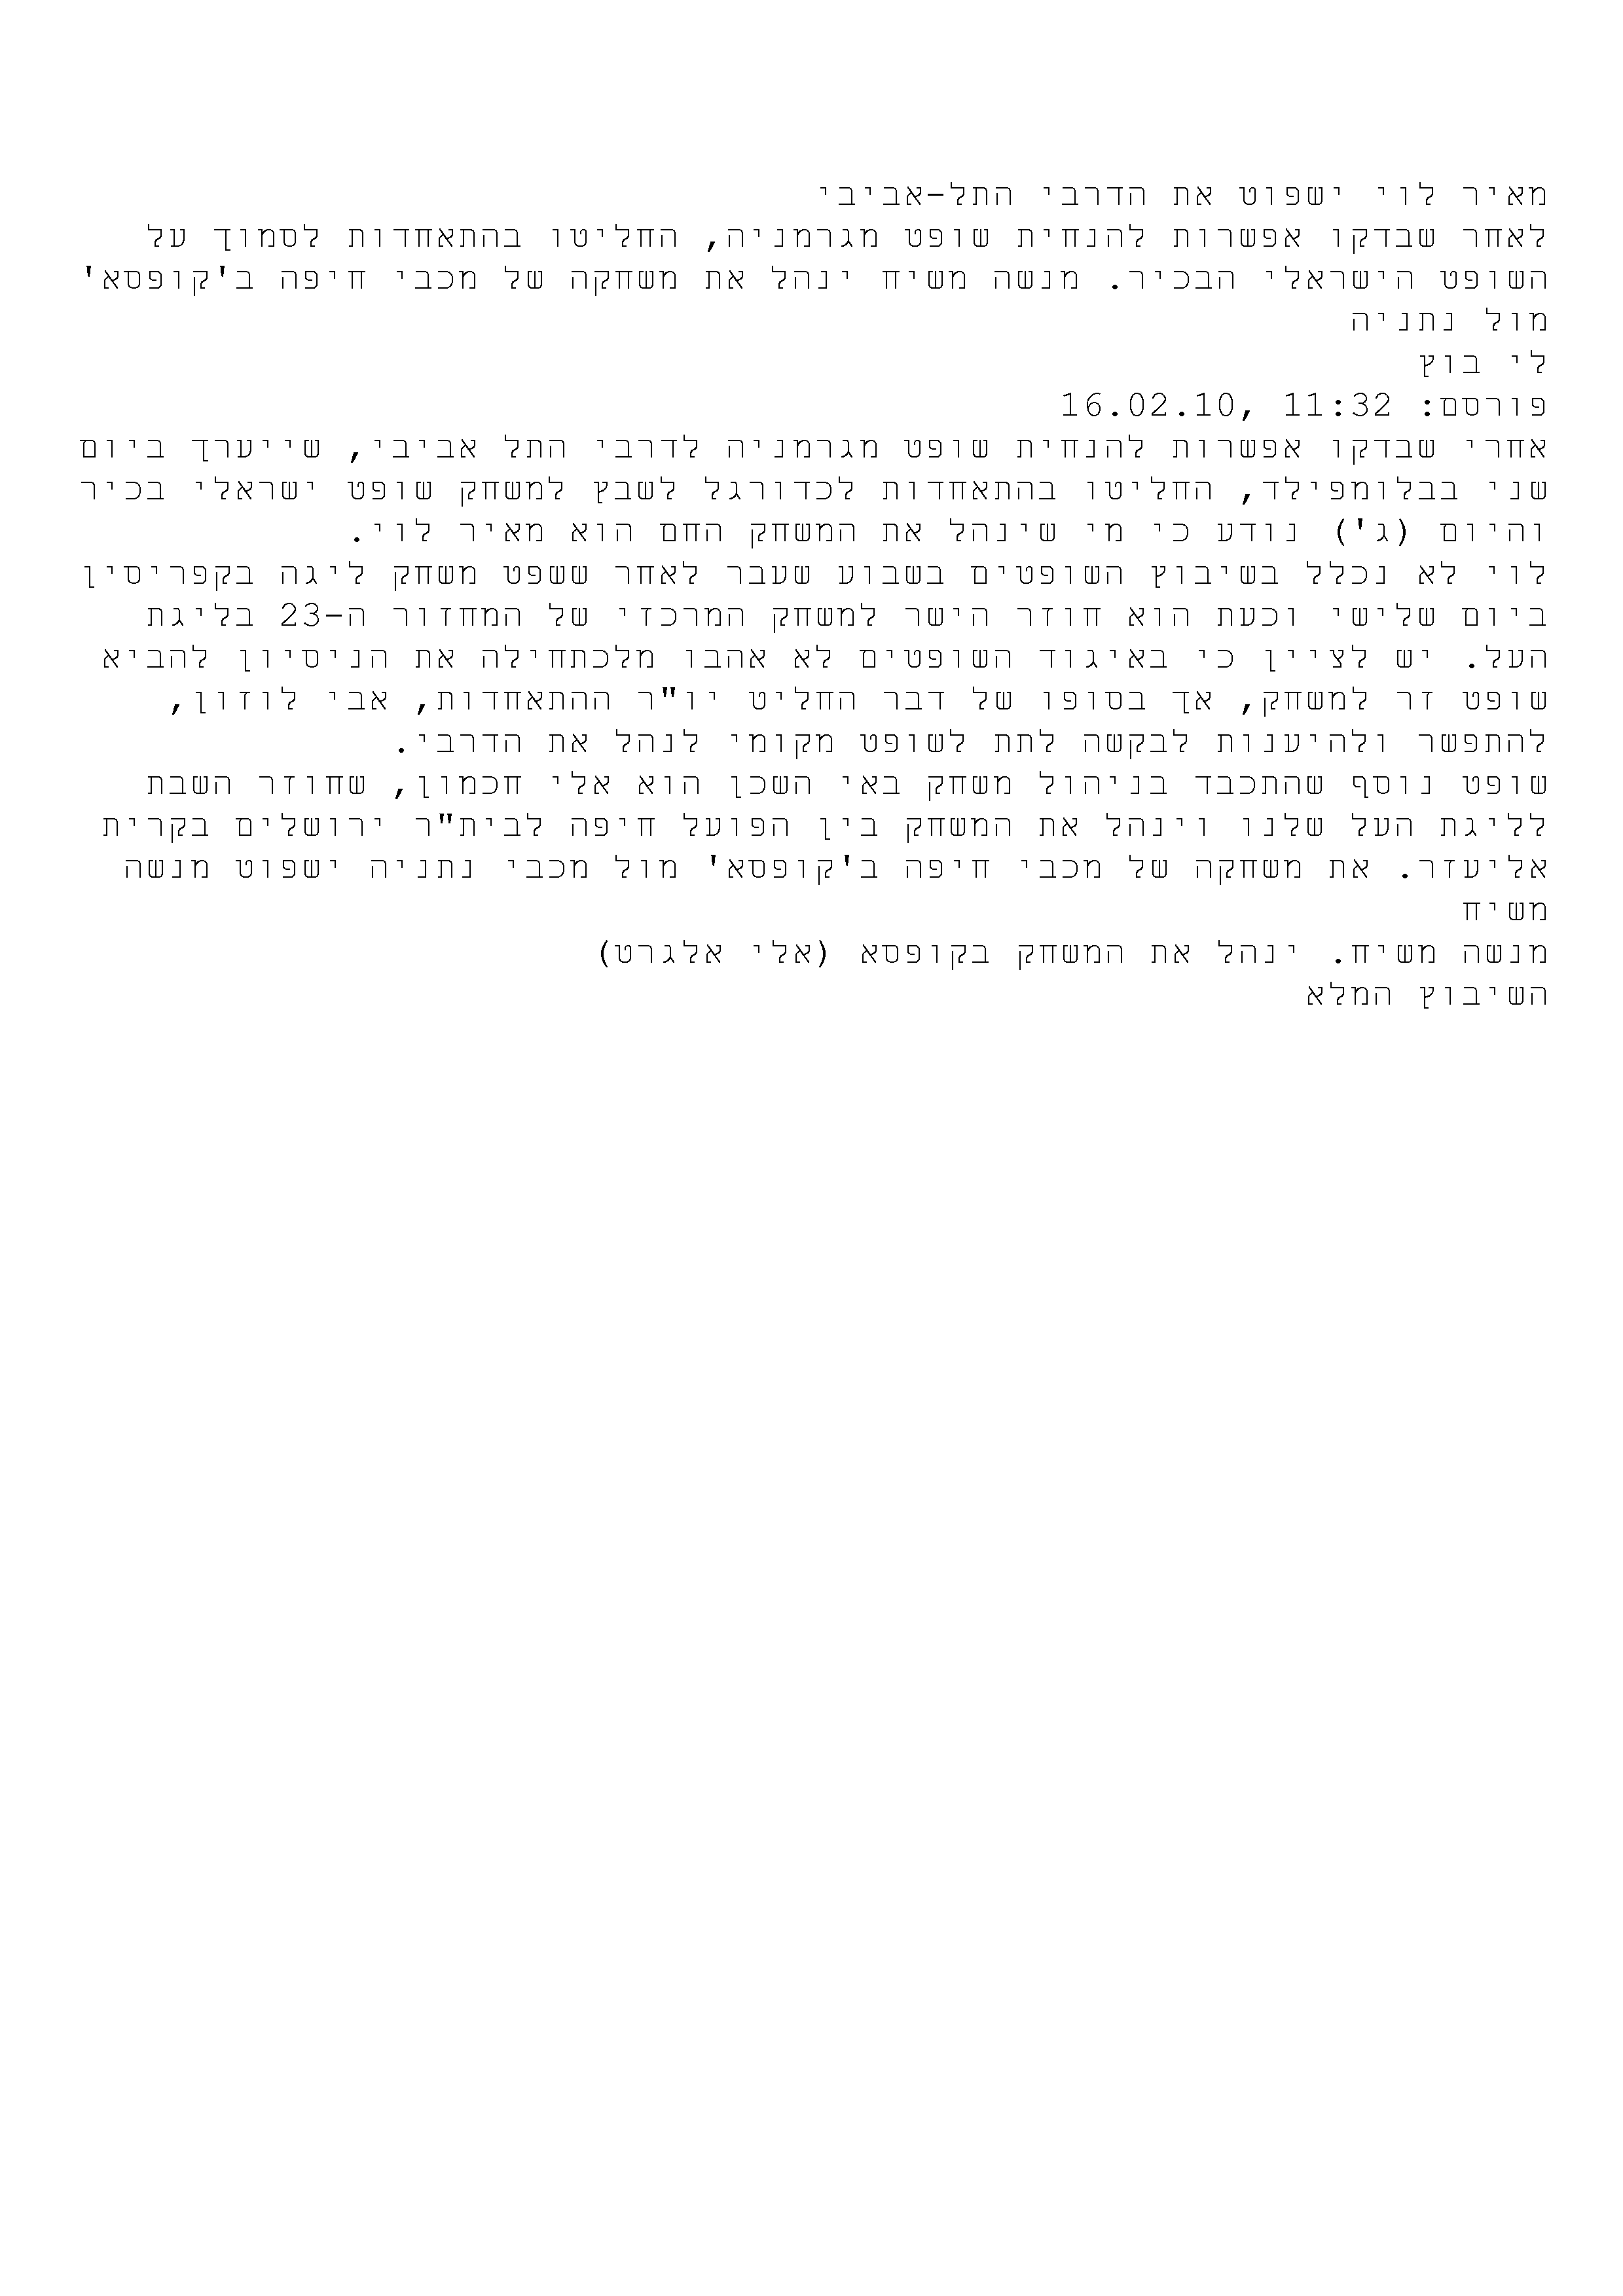 מאיר לוי ישפוט את הדרבי התל-אביבי
לאחר שבדקו אפשרות להנחית שופט מגרמניה, החליטו בהתאחדות לסמוך על
השופט הישראלי הבכיר. מנשה משיח ינהל את משחקה של מכבי חיפה ב'קופסא'
מול נתניה
לי בוץ
פורסם: 11:32 ,16.02.10
אחרי שבדקו אפשרות להנחית שופט מגרמניה לדרבי התל אביבי, שייערך ביום
שני בבלומפילד, החליטו בהתאחדות לכדורגל לשבץ למשחק שופט ישראלי בכיר
והיום (ג') נודע כי מי שינהל את המשחק החם הוא מאיר לוי.
לוי לא נכלל בשיבוץ השופטים בשבוע שעבר לאחר ששפט משחק ליגה בקפריסין
ביום שלישי וכעת הוא חוזר הישר למשחק המרכזי של המחזור ה-23 בליגת
העל. יש לציין כי באיגוד השופטים לא אהבו מלכתחילה את הניסיון להביא
שופט זר למשחק, אך בסופו של דבר החליט יו"ר ההתאחדות, אבי לוזון,
להתפשר ולהיענות לבקשה לתת לשופט מקומי לנהל את הדרבי.
שופט נוסף שהתכבד בניהול משחק באי השכן הוא אלי חכמון, שחוזר השבת
לליגת העל שלנו וינהל את המשחק בין הפועל חיפה לבית"ר ירושלים בקרית
אליעזר. את משחקה של מכבי חיפה ב'קופסא' מול מכבי נתניה ישפוט מנשה
משיח
מנשה משיח. ינהל את המשחק בקופסא (אלי אלגרט)
השיבוץ המלא